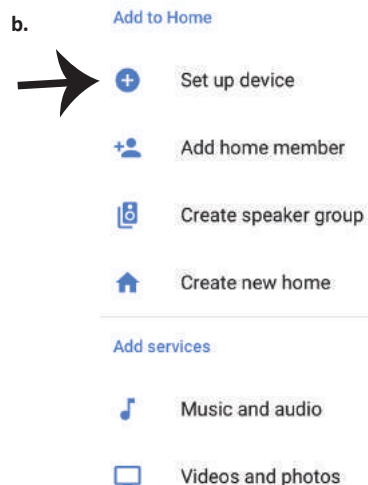 b.
Add to Home
Set up device
Add home member
Create speaker group
Create new home
Add services
Music and audio
Videos and photos